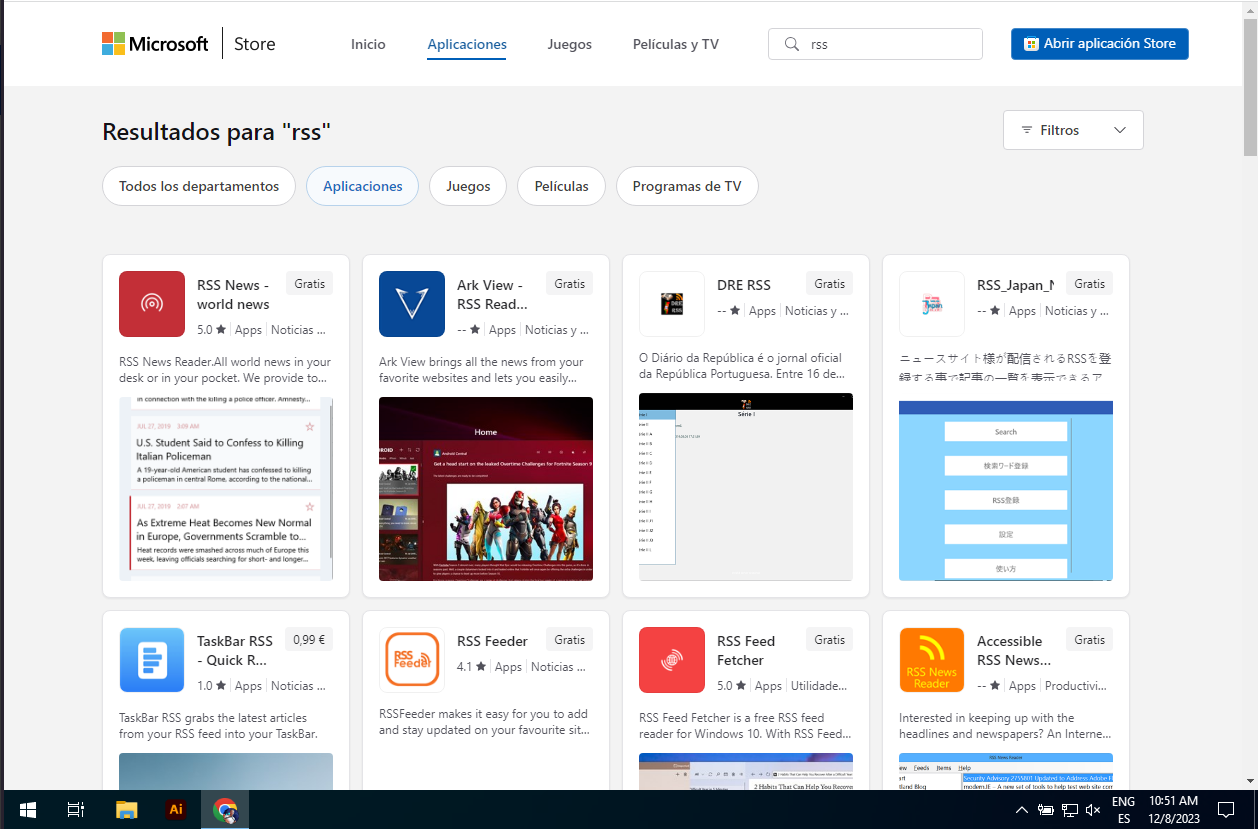 Microsoft
Store
Inicio
Aplicaciones
Juegos
Películas y TV
rss
Abrir aplicación Store
Resultados para "rss"
Filtros
Todos los departamentos
Aplicaciones
Juegos
Películas
Programas de TV
RSS News -
world news
Gratis
5.0 ★ Apps Noticias ...
RSS News Reader.All world news in your
desk or in your pocket. We provide to...
in connection with the killing a police officer. Amnesty...
JUL 27, 2019 3:09 AM
U.S. Student Said to Confess to Killing
Italian Policeman
A 19-year-old American student has confessed to killing
a policeman in central Rome, according to the national...
JUL 27, 2019 2:07 AM
As Extreme Heat Becomes New Normal
in Europe, Governments Scramble to...
Heat records were smashed across much of Europe this
week, leaving officials searching for short- and longer...
Ark View -
RSS Read...
Gratis
-- ★ Apps Noticias y ...
Ark View brings all the news from your
favorite websites and lets you easily...
Home
Android Central
Get a head start on the leaked Overtime Challenges for Fortnite Season 9
DRE RSS
Gratis
-- ★ Apps Noticias y ...
O Diário da República é o jornal oficial
da República Portuguesa. Entre 16 de...
Série I
RSS_Japan_N
Gratis
-- ★ Apps Noticias y ...
ニュースサイト様が配信されるRSSを登
録する事で記事の一覧を表示できるア
Search
検索ワード登録
RSS登録
設定
使い方
TaskBar RSS
- Quick R...
0,99 €
1.0 ★ Apps Noticias ...
TaskBar RSS grabs the latest articles
from your RSS feed into your TaskBar.
RSS
Feeder
RSS Feeder
Gratis
4.1 ★ Apps Noticias ...
RSSFeeder makes it easy for you to add
and stay updated on your favourite sit...
RSS Feed
Fetcher
Gratis
5.0 ★ Apps Utilidade...
RSS Feed Fetcher is a free RSS feed
reader for Windows 10. With RSS Feed...
2 Habits That Can Help You Recove
RSS News
Reader
Accessible
RSS News...
Gratis
-- ★ Apps Productivi...
Interested in keeping up with the
headlines and newspapers? An Interne...
RSS News Reader
Feeds Items Help
Security Advisory 2755801 Updated to Address Adobe
modern.IE - A new set of tools to help test web site com
Ai
ENG
ES
10:51 AM
12/8/2023